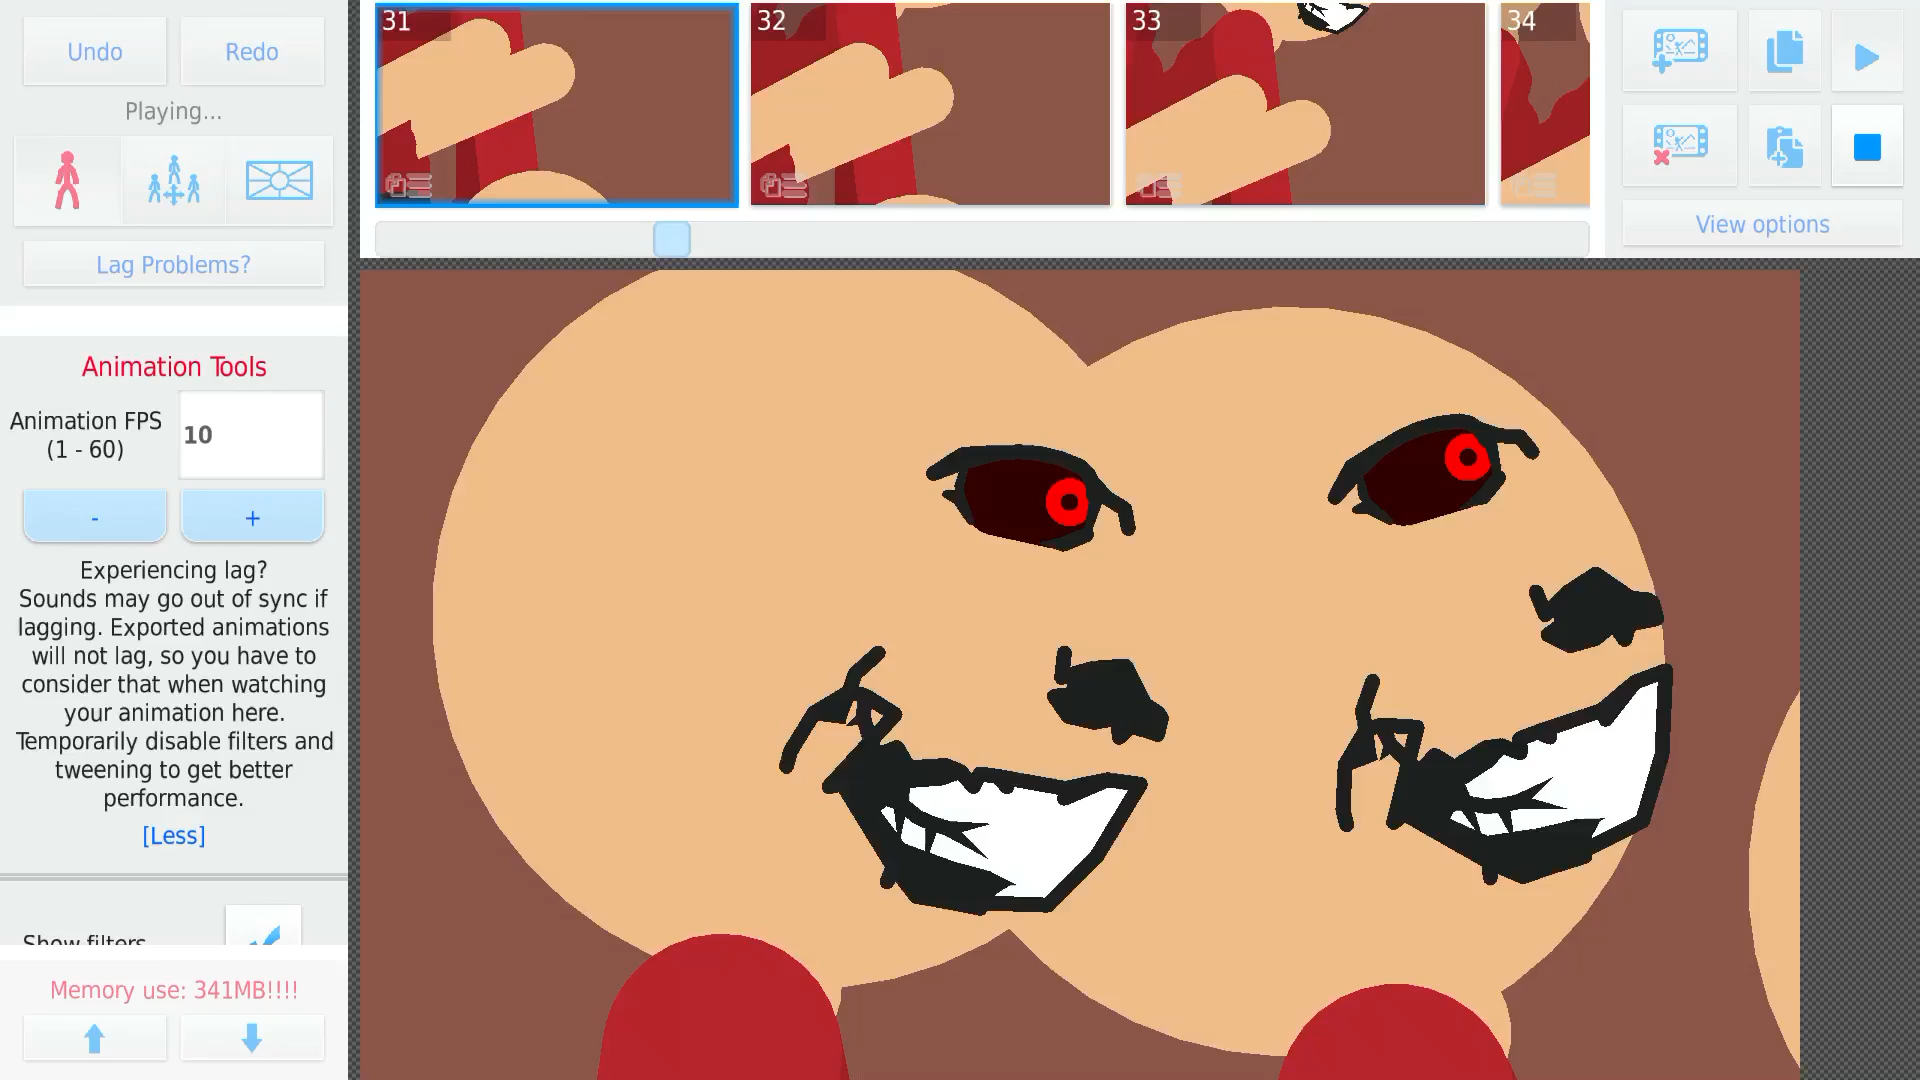 Undo
Redo
Playing...
Lag Problems?
Animation Tools
Animation FPS
(1 - 60)
10
-
+
Experiencing lag?
Sounds may go out of sync if
lagging. Exported animations
will not lag, so you have to
consider that when watching
your animation here.
Temporarily disable filters and
tweening to get better
performance.
[Less]
Show filters
Memory use: 341MB!!!!
31
32
33
34
View options